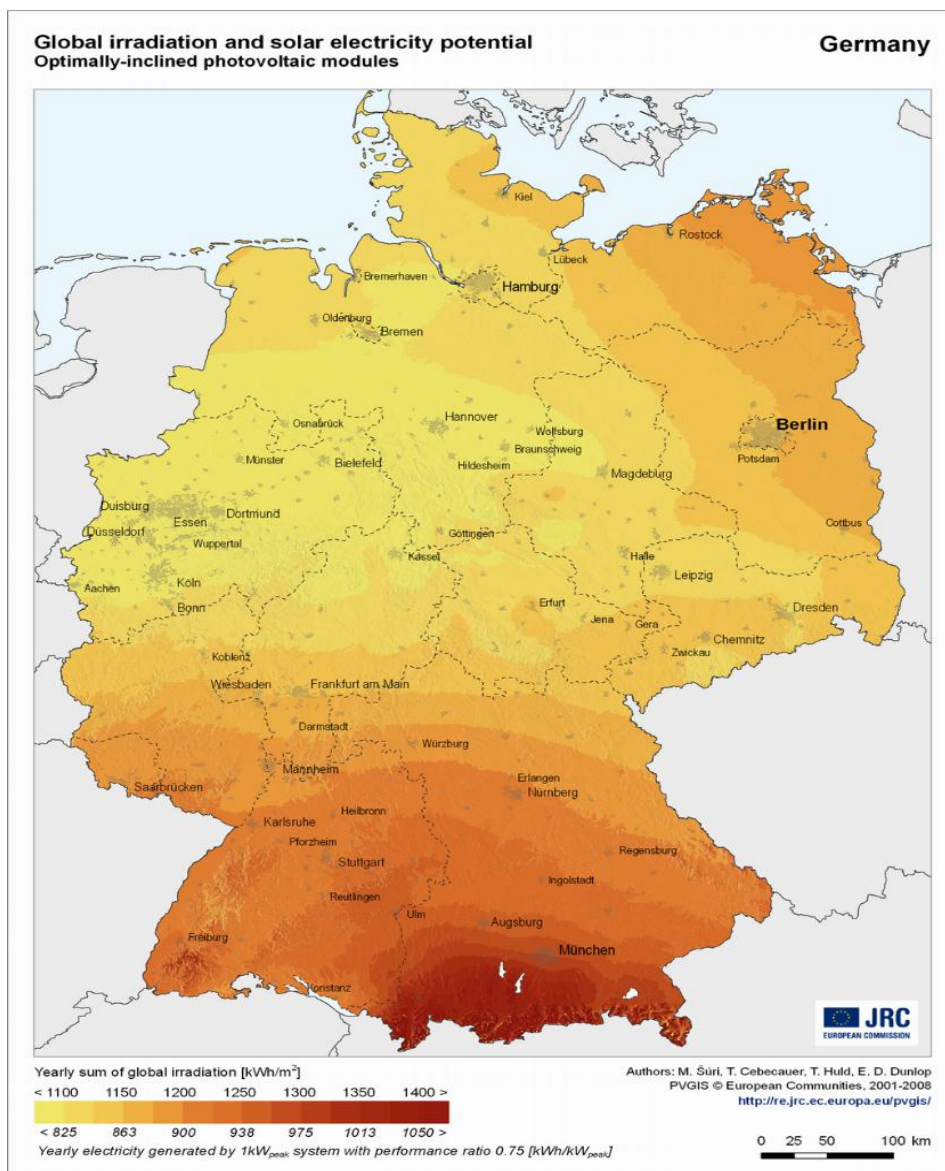 Global irradiation and solar electricity potential
Optimally-inclined photovoltaic modules
Germany
Kiel
Rostock
Lübeck
Bremerhaven
Hamburg
Oldenburg
Bremen
Berlin
Osnabrück
Hannover
Wolfsburg
Braunschweig
Potsdam
Münster
Bielefeld
Hildesheim
Magdeburg
Duisburg
Dortmund
Essen
Cottbus
Düsseldorf
Wuppertal
Göttingen
Kassel
Halle
Leipzig
Aachen
Köln
Bonn
Erfurt
Jena
Gera
Dresden
Chemnitz
Zwickau
Koblenz
Wiesbaden
Frankfurt am Main
Darmstadt
Würzburg
Mannheim
Erlangen
Nürnberg
Saarbrücken
Heilbronn
Karlsruhe
Pforzheim
Stuttgart
Regensburg
Ingolstadt
Reutlingen
Ulm
Augsburg
Freiburg
München
Konstanz
JRC
EUROPEAN COMMISSION
Yearly sum of global irradiation [kWh/m²]
< 1100 1150 1200 1250 1300 1350 1400 >
< 825 863 900 938 975 1013 1050 >
Yearly electricity generated by 1kWpeak system with performance ratio 0.75 [kWh/kWpeak]
Authors: M. Šúri, T. Cebecauer, T. Huld, E. D. Dunlop
PVGIS © European Communities, 2001-2008
http://re.jrc.ec.europa.eu/pvgis/
0 25 50 100 km